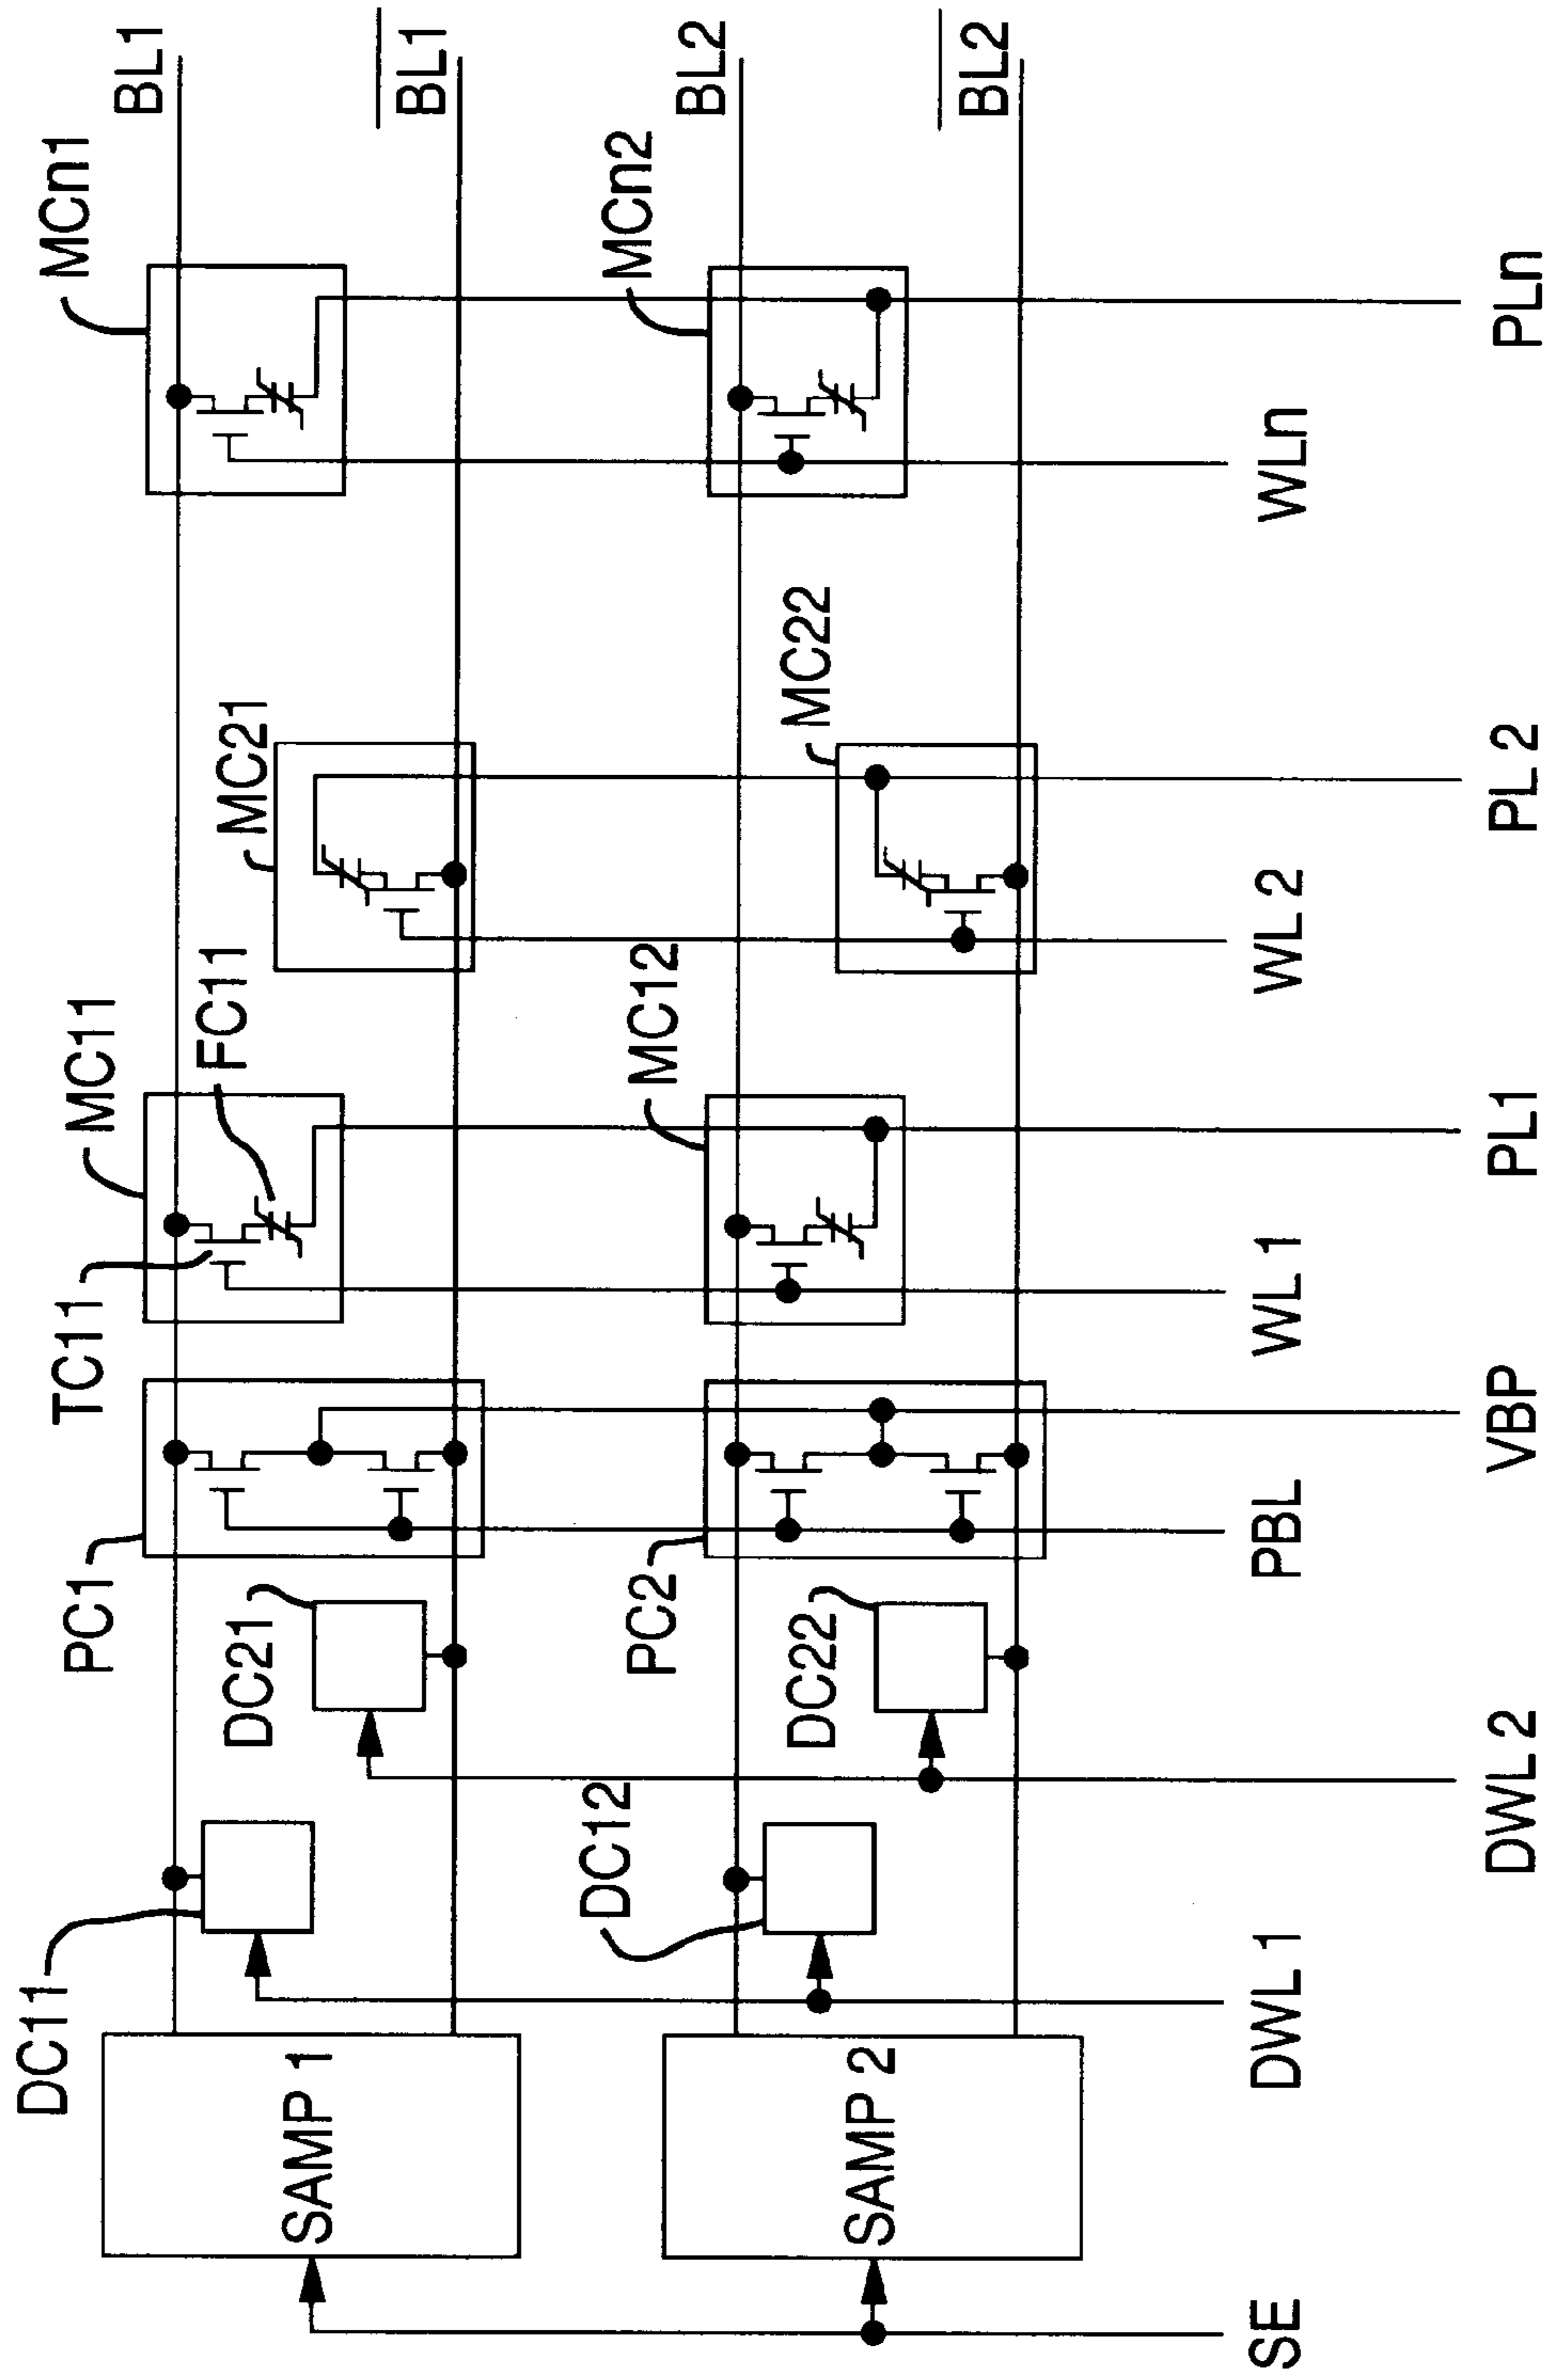 BL1
BL1
BL2
BL2
MCn1
MCn2
PLn
WLn
MC21
MC22
PL 2
WL 2
MC11
FC11
MC12
PL1
TC11
WL 1
VBP
PC1
PC2
PBL
DC21
DC22
DWL 2
DC11
DC12
DWL 1
SAMP 1
SAMP 2
SE